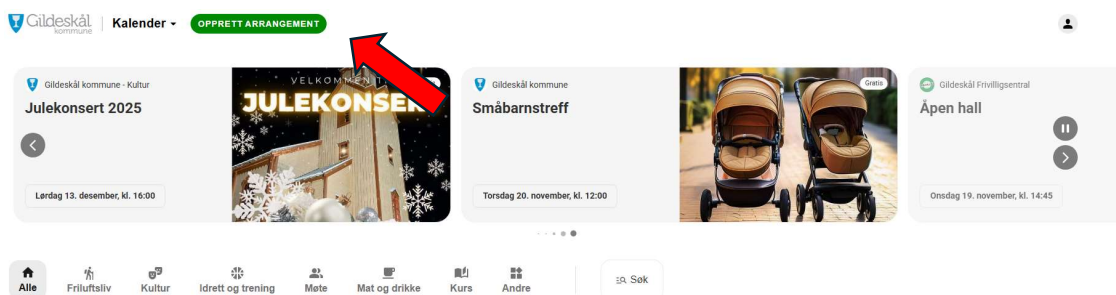 Gildeskål
kommune
Kalender
OPPRETT ARRANGEMENT
Gildeskål kommune - Kultur
Julekonsert 2025
Lørdag 13. desember, kl. 16:00
VELKOMMEN T
JULEKONSER
Gildeskål kommune
Småbarnstreff
Torsdag 20. november, kl. 12:00
Gratis
Gildeskål Frivilligsentral
Åpen hall
Onsdag 19. november, kl. 14:45
Alle
Friluftsliv
Kultur
Idrett og trening
Møte
Mat og drikke
Kurs
Andre
Søk